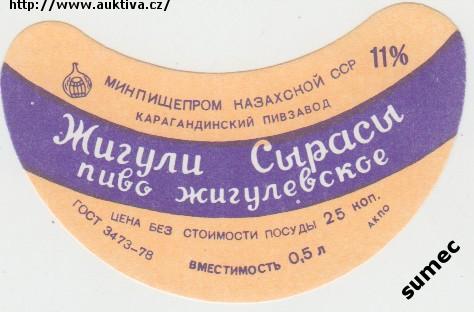 http://www.auktiva.cz/
МИНПИЩЕПРОМ КАЗАХСКОЙ ССР 11%
КАРАГАНДИНСКИЙ ПИВЗАВОД
Жигули Сырасы
пиво жигулевское
ЦЕНА БЕЗ СТОИМОСТИ ПОСУДЫ 25 КОП.
ГОСТ 3473-78
ВМЕСТИМОСТЬ 0,5 л
АКПО
sumec